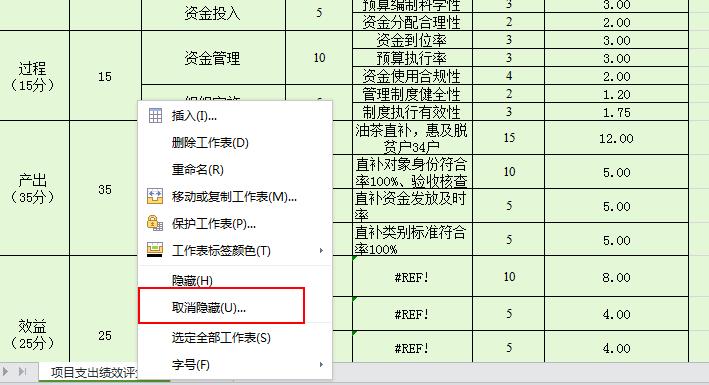 资金投入
5
预算编制科学性
3
3.00
资金分配合理性
2
2.00
过程
（15分）
15
资金管理
10
资金到位率
3
3.00
预算执行率
3
3.00
资金使用合规性
4
2.00
管理制度健全性
2
1.20
制度执行有效性
3
1.75
产出
（35分）
35
油茶直补，惠及脱
贫户34户
15
12.00
直补对象身份符合
率100%、验收核查
10
5.00
直补资金发放及时
率
5
5.00
直补类别标准符合
率100%
5
5.00
效益
（25分）
25
#REF!
10
8.00
#REF!
5
4.00
#REF!
5
4.00
插入(I)...
删除工作表(D)
重命名(R)
移动或复制工作表(M)...
保护工作表(P)...
工作表标签颜色(T)
隐藏(H)
取消隐藏(U)...
选定全部工作表(S)
字号(F)
项目支出绩效评